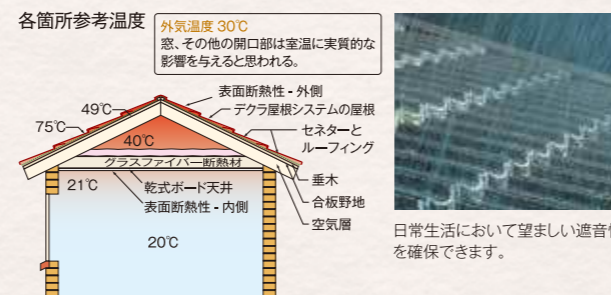 各箇所参考温度
外気温度 30℃
窓、その他の開口部は室温に実質的な
影響を与えると思われる。
表面断熱性 - 外側
49℃
デクラ屋根システムの屋根
75℃
セネターと
ルーフィング
40℃
グラスファイバー断熱材
垂木
21℃
乾式ボード天井
合板野地
表面断熱性 - 内側
空気層
20℃
日常生活において望ましい遮音性
を確保できます。